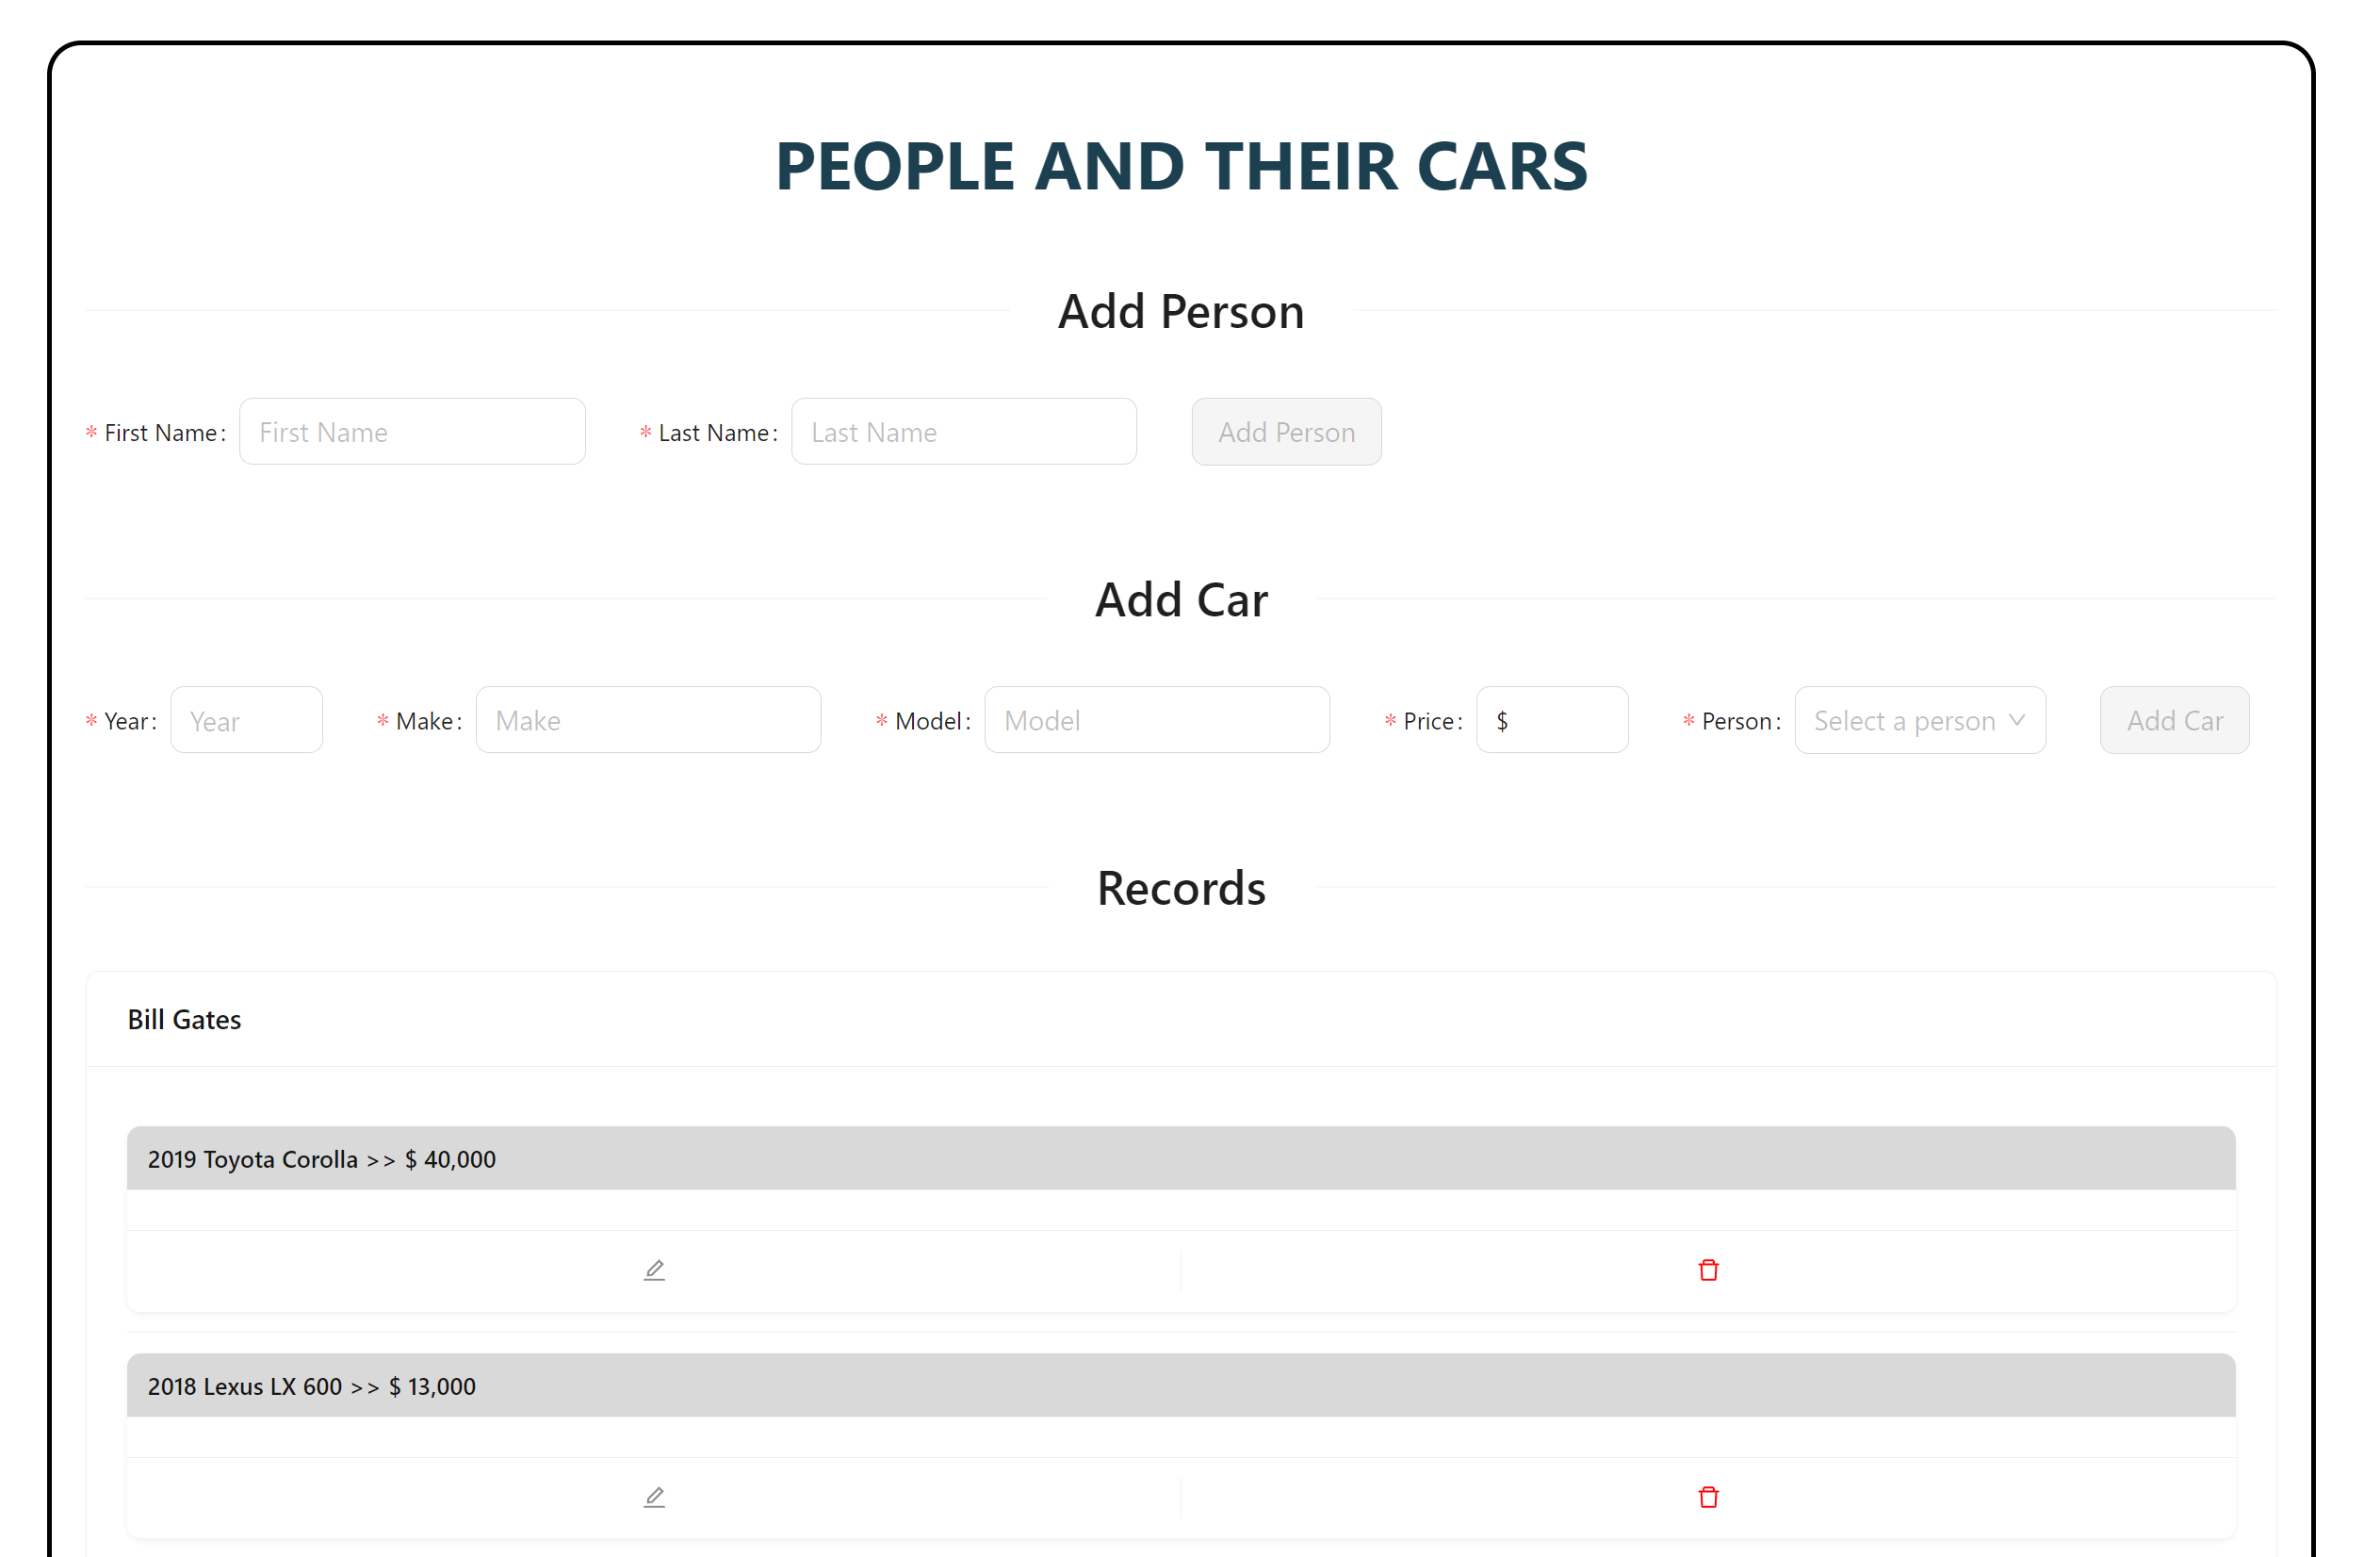 PEOPLE AND THEIR CARS
Add Person
* First Name: First Name * Last Name: Last Name Add Person
Add Car
* Year: Year * Make: Make * Model: Model * Price: $ * Person: Select a person Add Car
Records
Bill Gates
2019 Toyota Corolla >> $ 40,000
2018 Lexus LX 600 >> $ 13,000